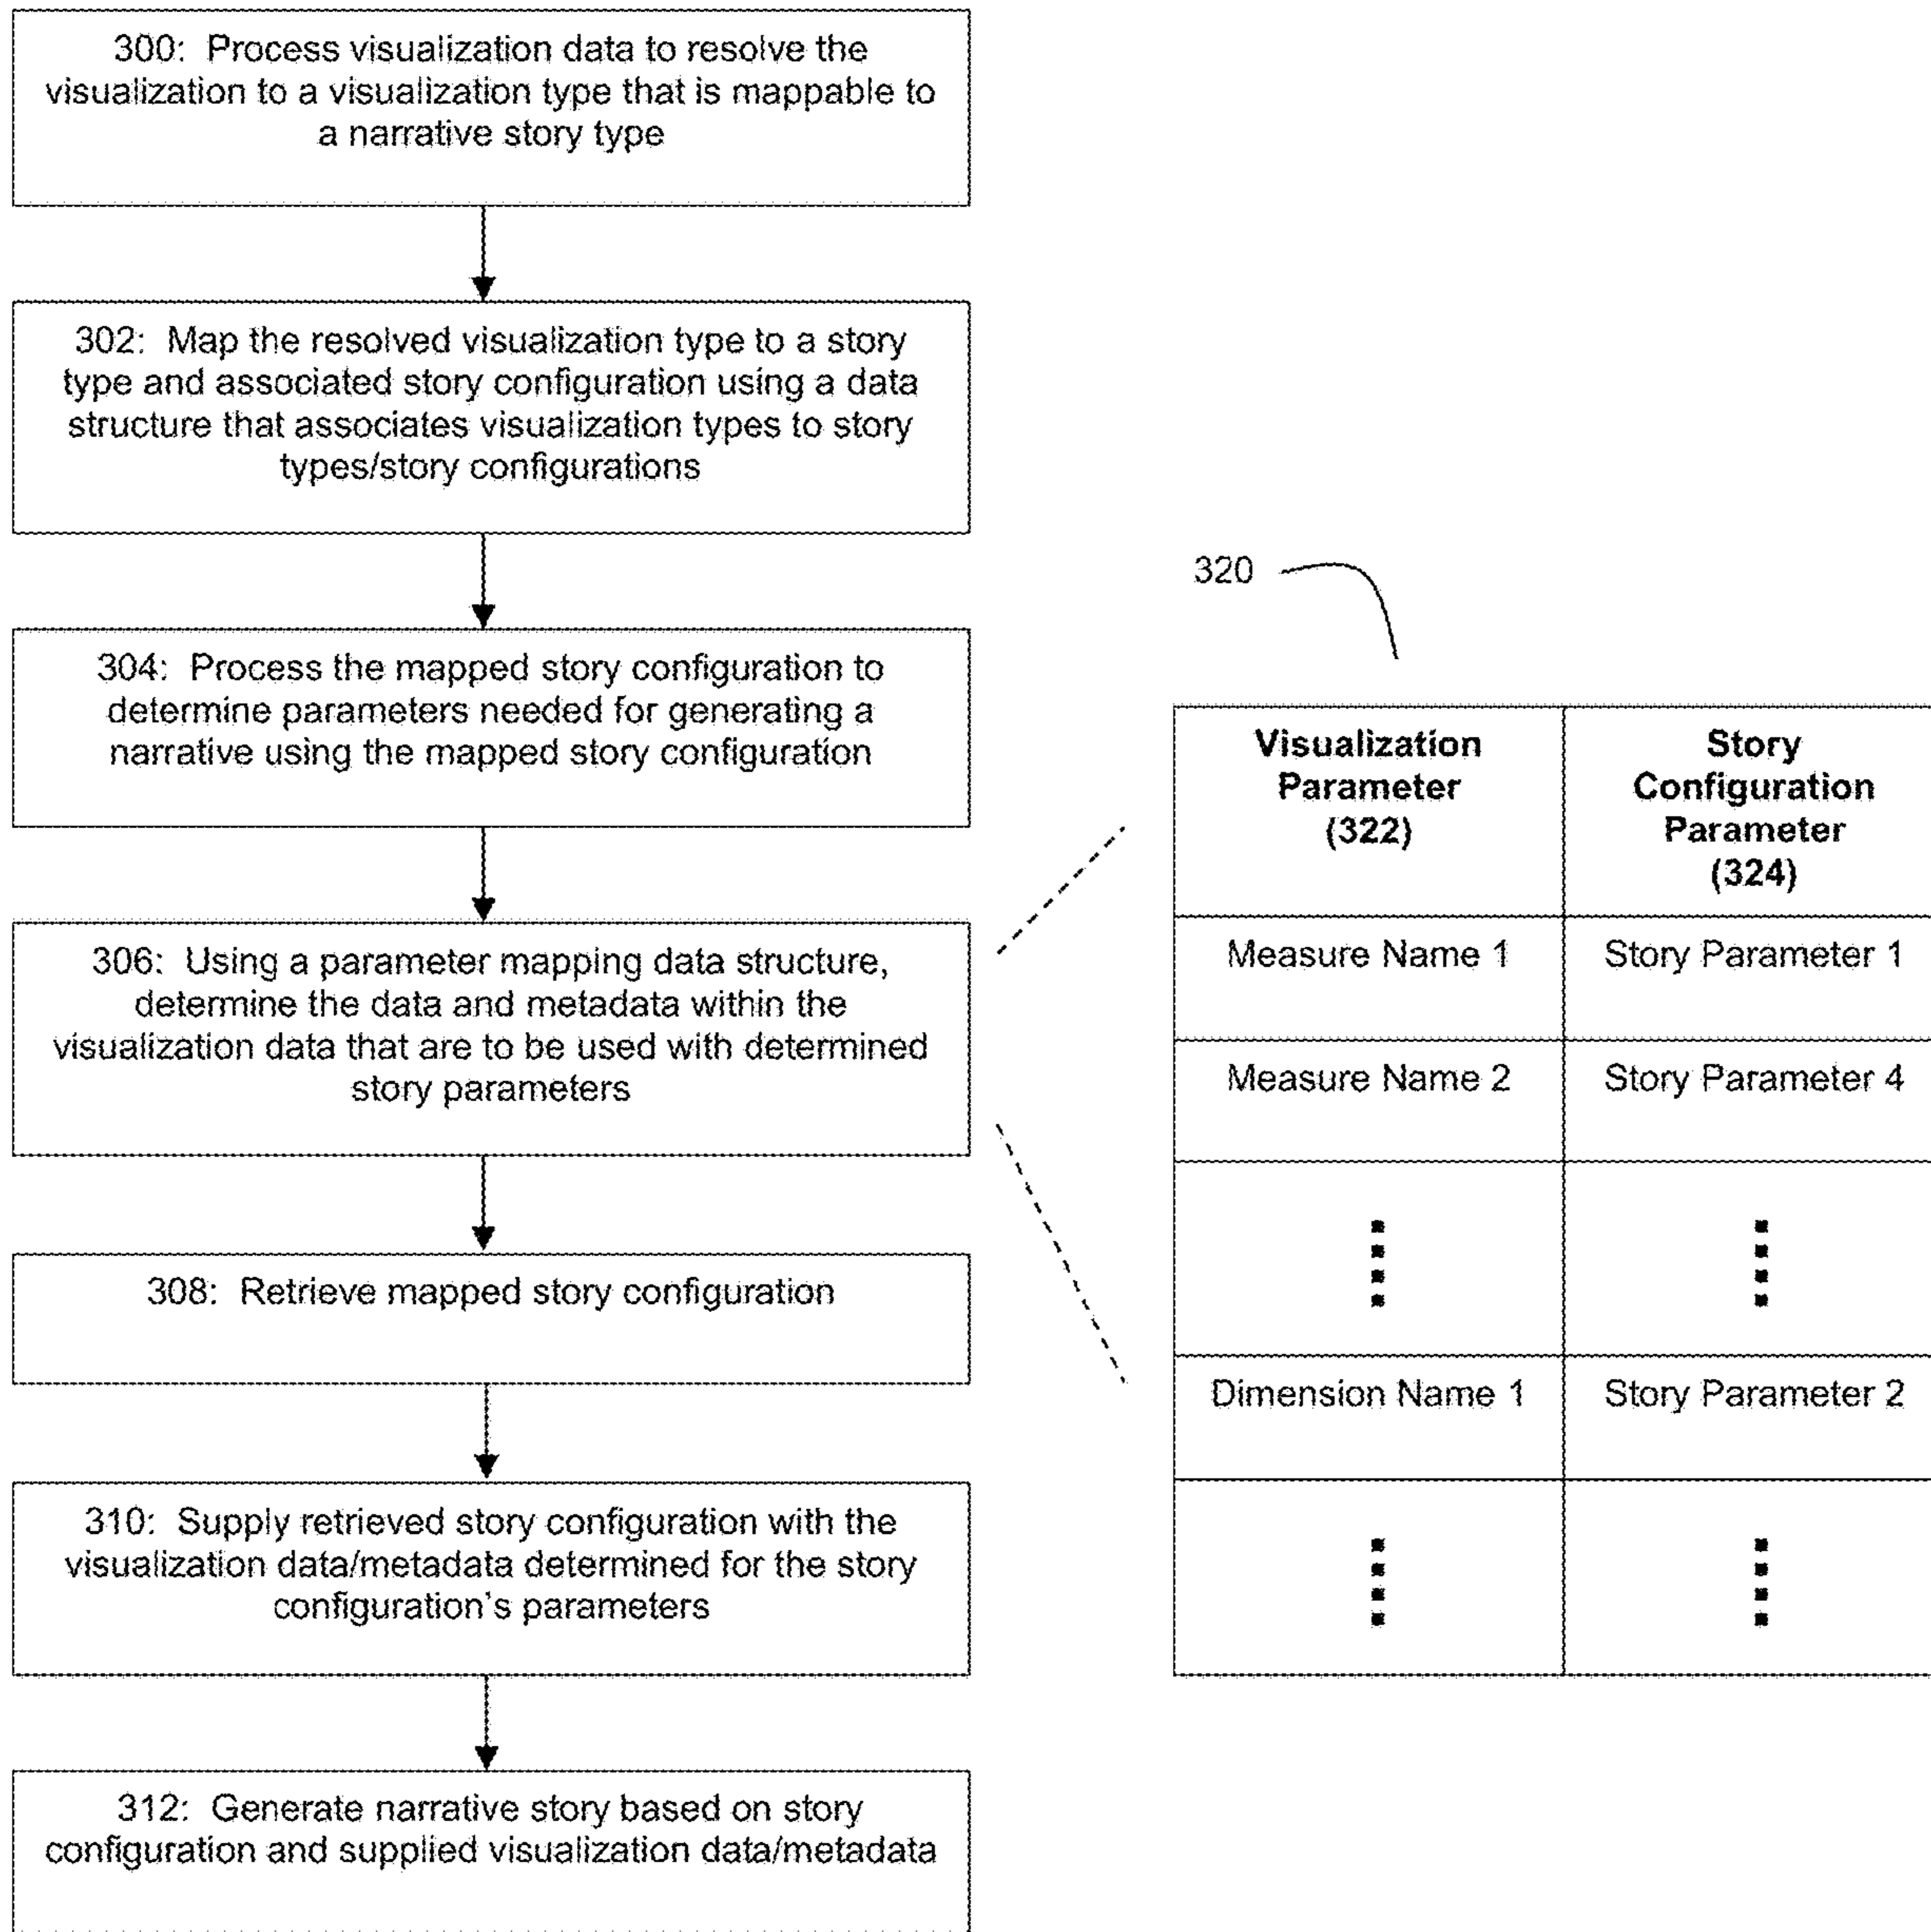 300: Process visualization data to resolve the
visualization to a visualization type that is mappable to
a narrative story type
302: Map the resolved visualization type to a story
type and associated story configuration using a data
structure that associates visualization types to story
types/story configurations
304: Process the mapped story configuration to
determine parameters needed for generating a
narrative using the mapped story configuration
306: Using a parameter mapping data structure,
determine the data and metadata within the
visualization data that are to be used with determined
story parameters
308: Retrieve mapped story configuration
310: Supply retrieved story configuration with the
visualization data/metadata determined for the story
configuration's parameters
312: Generate narrative story based on story
configuration and supplied visualization data/metadata
320
Visualization
Parameter
(322)
Story
Configuration
Parameter
(324)
Measure Name 1
Story Parameter 1
Measure Name 2
Story Parameter 4
Dimension Name 1
Story Parameter 2